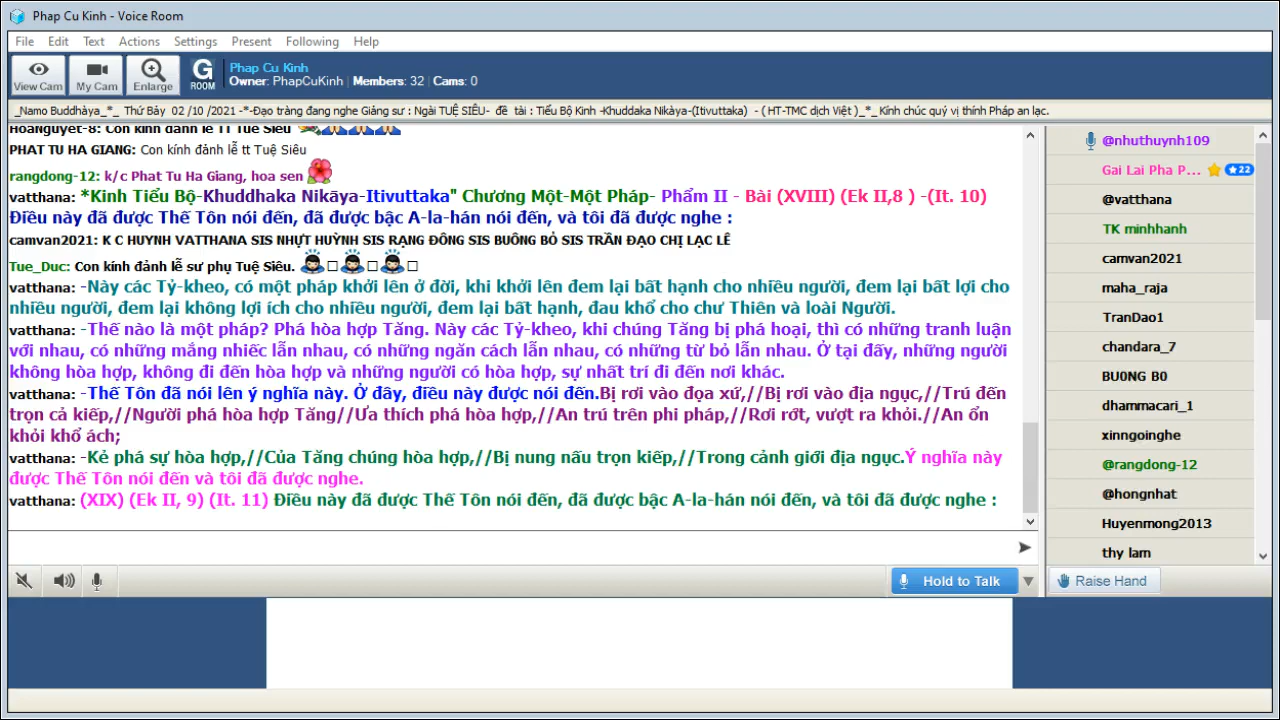 Phap Cu Kinh - Voice Room
File Edit Text Actions Settings Present Following Help
View Cam My Cam Enlarge G ROOM
Phap Cu Kinh
Owner: PhapCuKinh | Members: 32 | Cams: 0
_Namo Buddhàya_*_ Thứ Bảy 02 /10 /2021 -*-Đạo tràng đang nghe Giảng sư : Ngài TUỆ SIÊU- đề tài : Tiểu Bộ Kinh -Khuddaka Nikàya-(Itivuttaka) - ( HT-TMC dịch Việt )_*_ Kính chúc quý vị thính Pháp an lạc.
HoaNguyet-8: Con kính đảnh lễ TT Tuệ Siêu
PHAT TU HA GIANG: Con kính đảnh lễ tt Tuệ Siêu
rangdong-12: k/c Phat Tu Ha Giang, hoa sen
vatthana: *Kinh Tiểu Bộ-Khuddhaka Nikāya-Itivuttaka" Chương Một-Một Pháp- Phẩm II - Bài (XVIII) (Ek II,8 ) -(It. 10)
Điều này đã được Thế Tôn nói đến, đã được bậc A-la-hán nói đến, và tôi đã được nghe :
camvan2021: K C HUYNH VATTHANA SIS NHỰT HUỲNH SIS RẠNG ĐÔNG SIS BUÔNG BỎ SIS TRẦN ĐẠO CHỊ LẠC LÊ
Tue_Duc: Con kính đảnh lễ sư phụ Tuệ Siêu.
vatthana: -Này các Tỷ-kheo, có một pháp khởi lên ở đời, khi khởi lên đem lại bất hạnh cho nhiều người, đem lại bất lợi cho
nhiều người, đem lại không lợi ích cho nhiều người, đem lại bất hạnh, đau khổ cho chư Thiên và loài Người.
vatthana: -Thế nào là một pháp? Phá hòa hợp Tăng. Này các Tỷ-kheo, khi chúng Tăng bị phá hoại, thì có những tranh luận
với nhau, có những mắng nhiếc lẫn nhau, có những ngăn cách lẫn nhau, có những từ bỏ lẫn nhau. Ở tại đấy, những người
không hòa hợp, không đi đến hòa hợp và những người có hòa hợp, sự nhất trí đi đến nơi khác.
vatthana: -Thế Tôn đã nói lên ý nghĩa này. Ở đây, điều này được nói đến.Bị rơi vào đọa xứ,//Bị rơi vào địa ngục,//Trú đến
trọn cả kiếp,//Người phá hòa hợp Tăng//Ưa thích phá hòa hợp,//An trú trên phi pháp,//Rơi rớt, vượt ra khỏi.//An ổn
khỏi khổ ách;
vatthana: -Kẻ phá sự hòa hợp,//Của Tăng chúng hòa hợp,//Bị nung nấu trọn kiếp,//Trong cảnh giới địa ngục.Ý nghĩa này
được Thế Tôn nói đến và tôi đã được nghe.
vatthana: (XIX) (Ek II, 9) (It. 11) Điều này đã được Thế Tôn nói đến, đã được bậc A-la-hán nói đến, và tôi đã được nghe :
@nhuthuynh109
Gai Lai Pha P... 22
@vatthana
TK minhhanh
camvan2021
maha_raja
TranDao1
chandara_7
BU0NG B0
dhammacari_1
xinngoinghe
@rangdong-12
@hongnhat
Huyenmong2013
thy lam
Hold to Talk
Raise Hand